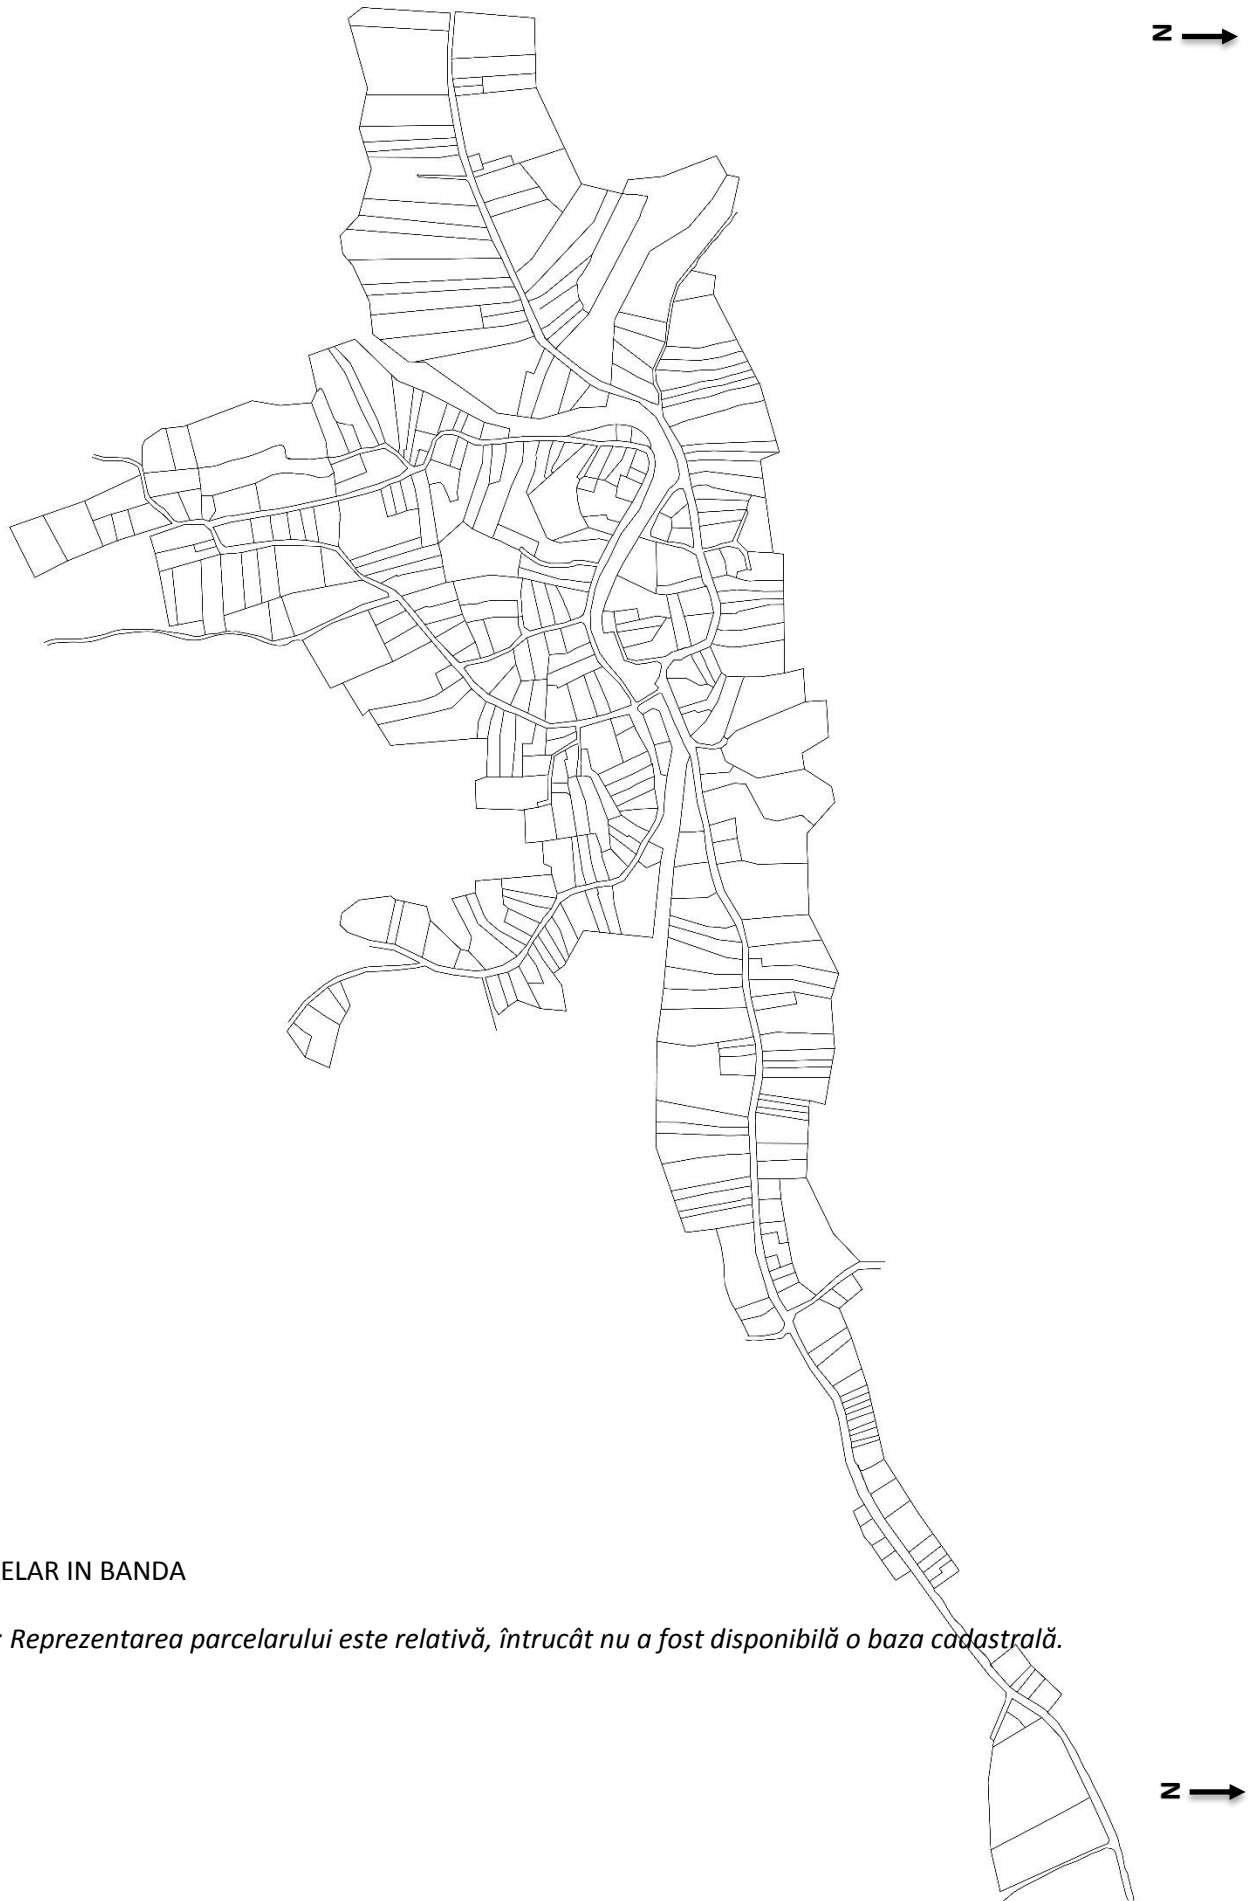 N
ELAR IN BANDA
: Reprezentarea parcelarului este relativă, întrucât nu a fost disponibilă o baza cadastrală.
N